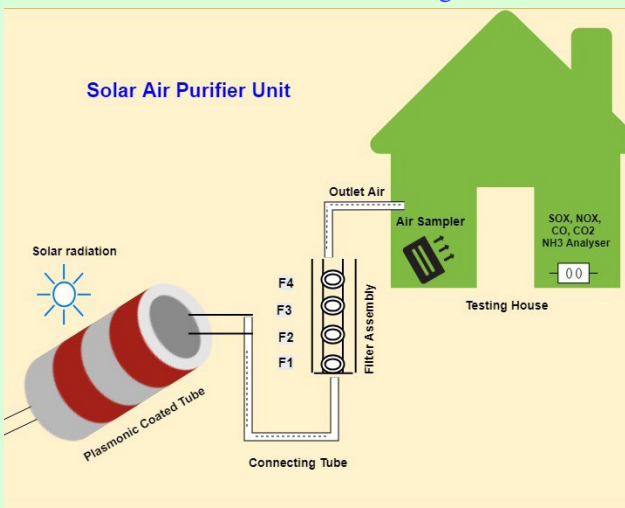 Solar Air Purifier Unit
Outlet Air
Air Sampler
SOX, NOX,
CO, CO2
NH3 Analyser
Solar radiation
F4
F3
F2
F1
Filter Assembly
Testing House
Plasmonic Coated Tube
Connecting Tube